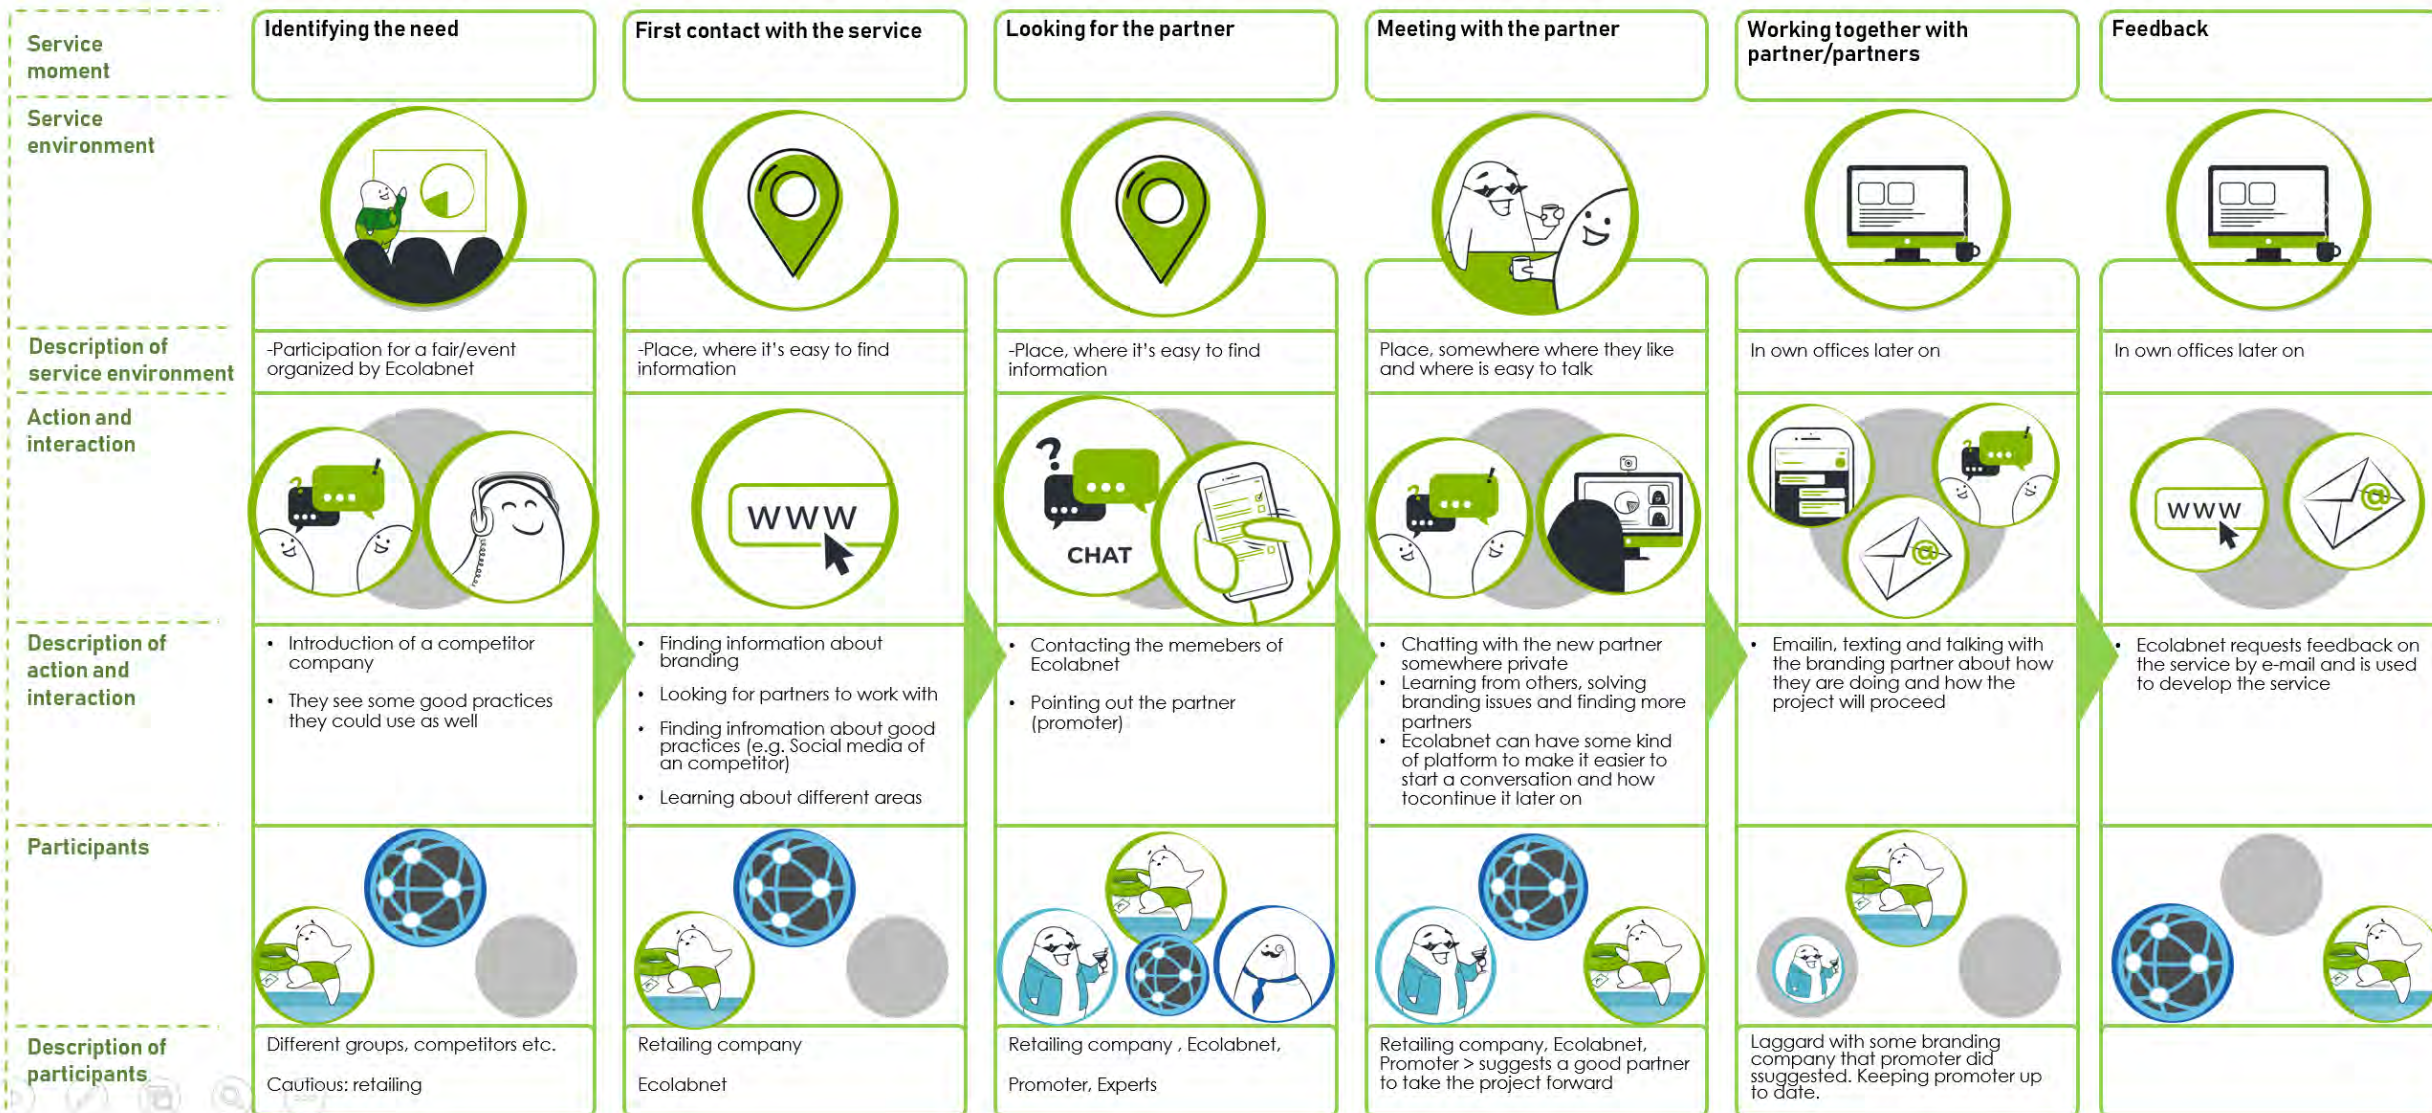 Service
moment
Identifying the need
First contact with the service
Looking for the partner
Meeting with the partner
Working together with
partner/partners
Feedback
Service
environment
Description of
service environment
-Participation for a fair/event
organized by Ecolabnet
-Place, where it's easy to find
information
-Place, where it's easy to find
information
Place, somewhere where they like
and where is easy to talk
In own offices later on
In own offices later on
Action and
interaction
? !
www
?
CHAT
? !
? !
@
www
@
Description of
action and
interaction
• Introduction of a competitor
company
• They see some good practices
they could use as well
• Finding information about
branding
• Looking for partners to work with
• Finding infromation about good
practices (e.g. Social media of
an competitor)
• Learning about different areas
• Contacting the memebers of
Ecolabnet
• Pointing out the partner
(promoter)
• Chatting with the new partner
somewhere private
• Learning from others, solving
branding issues and finding more
partners
• Ecolabnet can have some kind
of platform to make it easier to
start a conversation and how
tocontinue it later on
• Emailin, texting and talking with
the branding partner about how
they are doing and how the
project will proceed
• Ecolabnet requests feedback on
the service by e-mail and is used
to develop the service
Participants
Description of
participants
Different groups, competitors etc.
Cautious: retailing
Retailing company
Ecolabnet
Retailing company , Ecolabnet,
Promoter, Experts
Retailing company, Ecolabnet,
Promoter > suggests a good partner
to take the project forward
Laggard with some branding
company that promoter did
ssuggested. Keeping promoter up
to date.